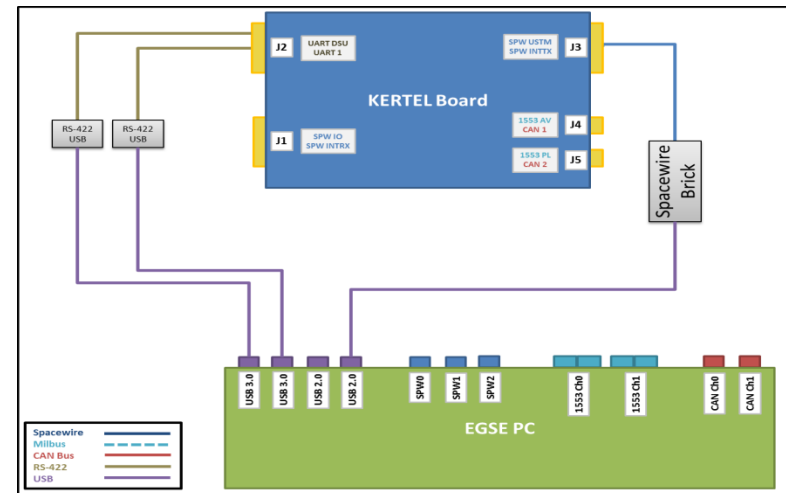 J2
UART DSU
UART 1
SPW USTM
SPW INTTX
J3
KERTEL Board
RS-422
USB
RS-422
USB
J1
SPW IO
SPW INTRX
1553 AV
CAN 1
J4
1553 PL
CAN 2
J5
Spacewire
Brick
USB 3.0
USB 3.0
USB 2.0
USB 2.0
SPW0
SPW1
SPW2
1553 Ch0
1553 Ch1
CAN Ch0
CAN Ch1
EGSE PC
Spacewire
Milbus
CAN Bus
RS-422
USB